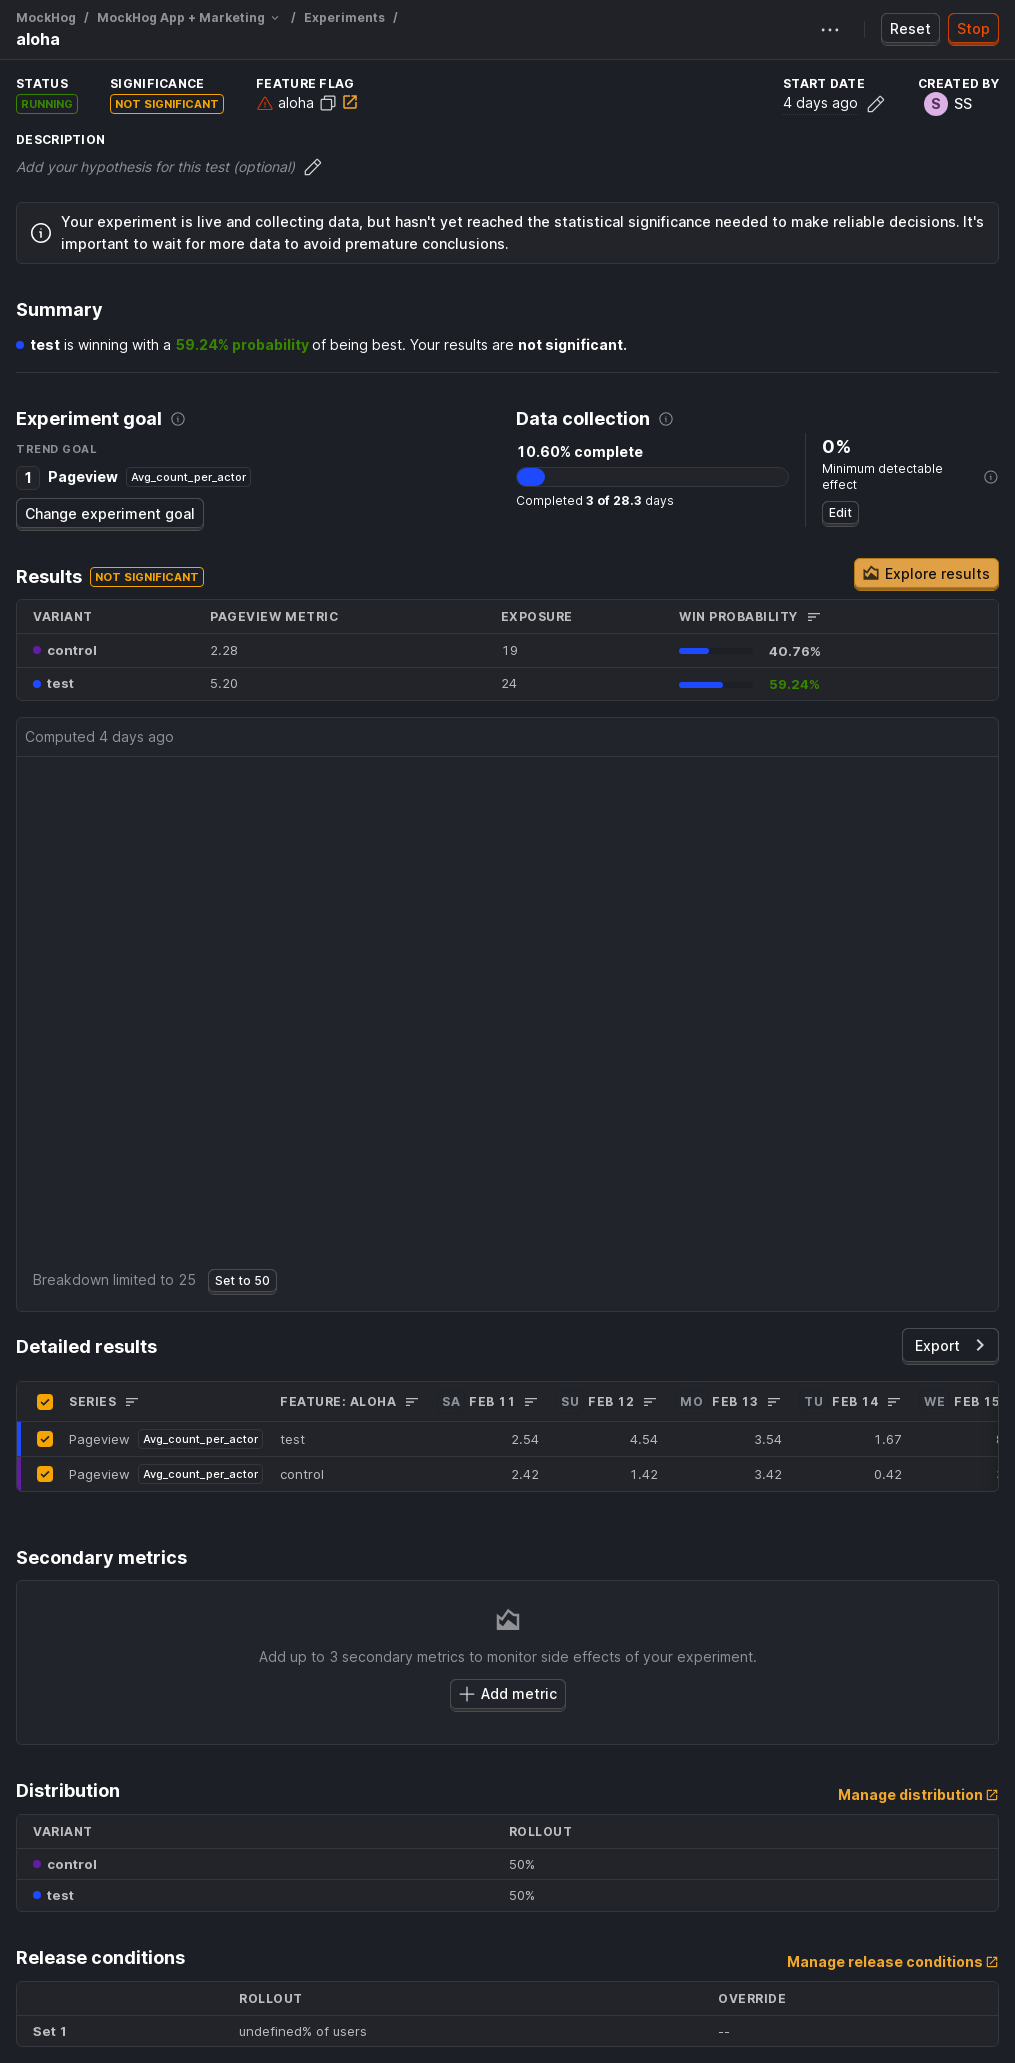 MockHog / MockHog App + Marketing / Experiments /
aloha
Reset
Stop
STATUS
SIGNIFICANCE
FEATURE FLAG
START DATE
CREATED BY
RUNNING
NOT SIGNIFICANT
aloha
4 days ago
S
SS
DESCRIPTION
Add your hypothesis for this test (optional)
Your experiment is live and collecting data, but hasn't yet reached the statistical significance needed to make reliable decisions. It's
important to wait for more data to avoid premature conclusions.
Summary
test is winning with a 59.24% probability of being best. Your results are not significant.
Experiment goal
TREND GOAL
1 Pageview Avg_count_per_actor
Change experiment goal
Data collection
10.60% complete
Completed 3 of 28.3 days
0%
Minimum detectable
effect
Edit
Results NOT SIGNIFICANT
Explore results
VARIANT PAGEVIEW METRIC EXPOSURE WIN PROBABILITY
control 2.28 19 40.76%
test 5.20 24 59.24%
Computed 4 days ago
Breakdown limited to 25 Set to 50
Detailed results
Export
SERIES FEATURE: ALOHA SA FEB 11 SU FEB 12 MO FEB 13 TU FEB 14 WE FEB 15
Pageview Avg_count_per_actor test 2.54 4.54 3.54 1.67
Pageview Avg_count_per_actor control 2.42 1.42 3.42 0.42
Secondary metrics
Add up to 3 secondary metrics to monitor side effects of your experiment.
Add metric
Distribution
Manage distribution
VARIANT ROLLOUT
control 50%
test 50%
Release conditions
Manage release conditions
ROLLOUT OVERRIDE
Set 1 undefined% of users --